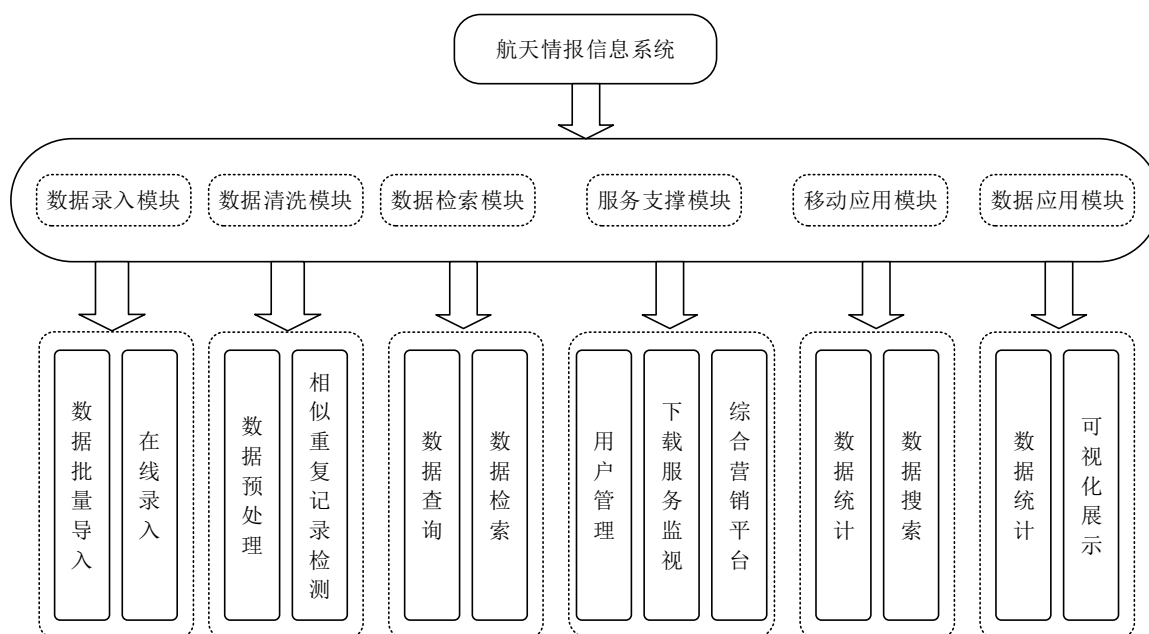 航天情报信息系统
数据录入模块
数据清洗模块
数据检索模块
服务支撑模块
移动应用模块
数据应用模块
数据批量导入
在线录入
数据预处理
相似重复记录检测
数据查询
数据检索
用户管理
下载服务监视
综合营销平台
数据统计
数据搜索
数据统计
可视化展示